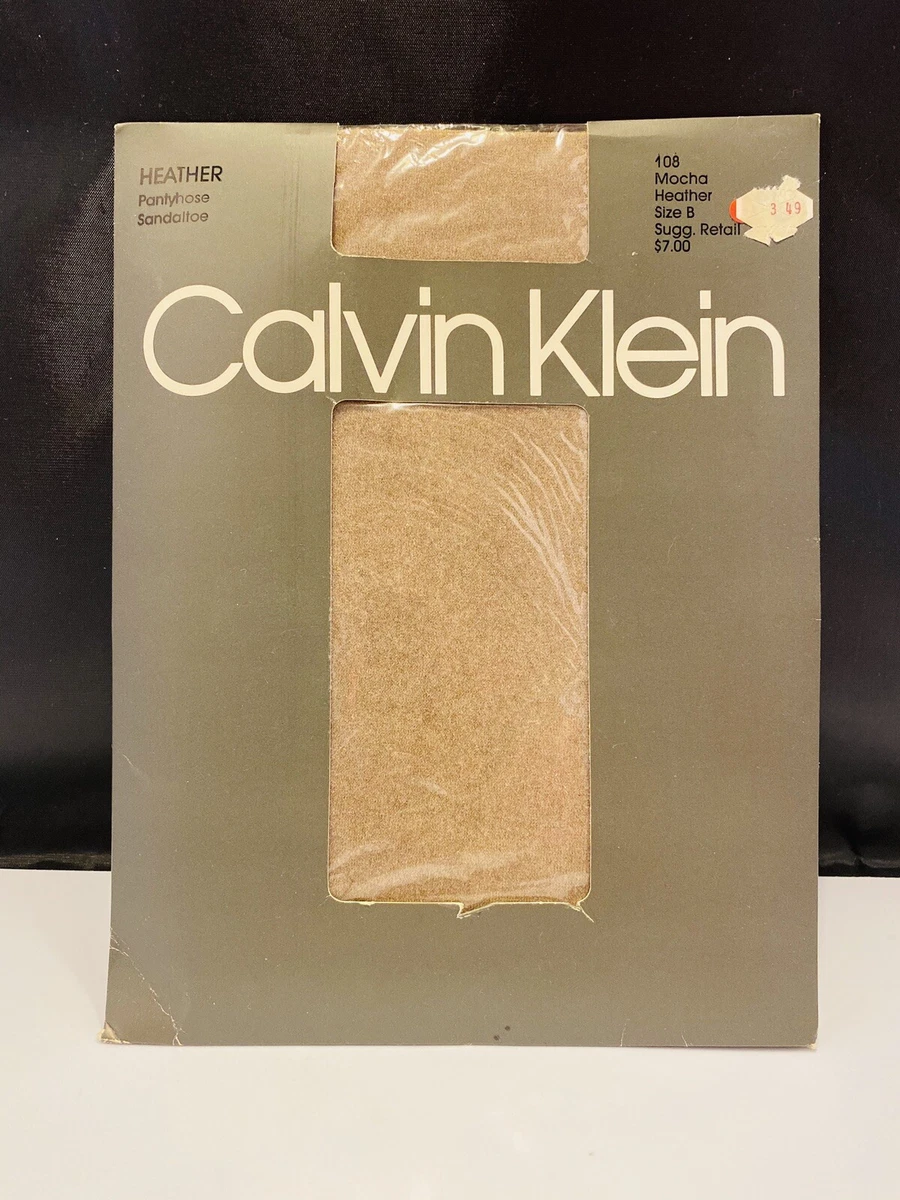 HEATHER
Pantyhose
Sandaltoe
108
Mocha
Heather
Size B
Sugg. Retail
$7.00
3 49
Calvin Klein